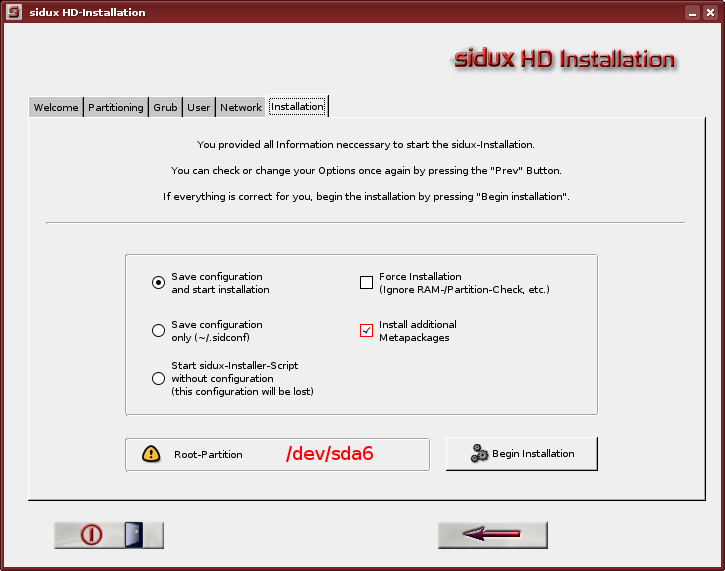 sidux HD-Installation
sidux HD Installation
Welcome
Partitioning
Grub
User
Network
Installation
You provided all Information neccessary to start the sidux-Installation.
You can check or change your Options once again by pressing the "Prev" Button.
If everything is correct for you, begin the installation by pressing "Begin installation".
Save configuration
and start installation
Force Installation
(Ignore RAM-/Partition-Check, etc.)
Save configuration
only (~/.sidconf)
Install additional
Metapackages
Start sidux-Installer-Script
without configuration
(this configuration will be lost)
Root-Partition
/dev/sda6
Begin Installation